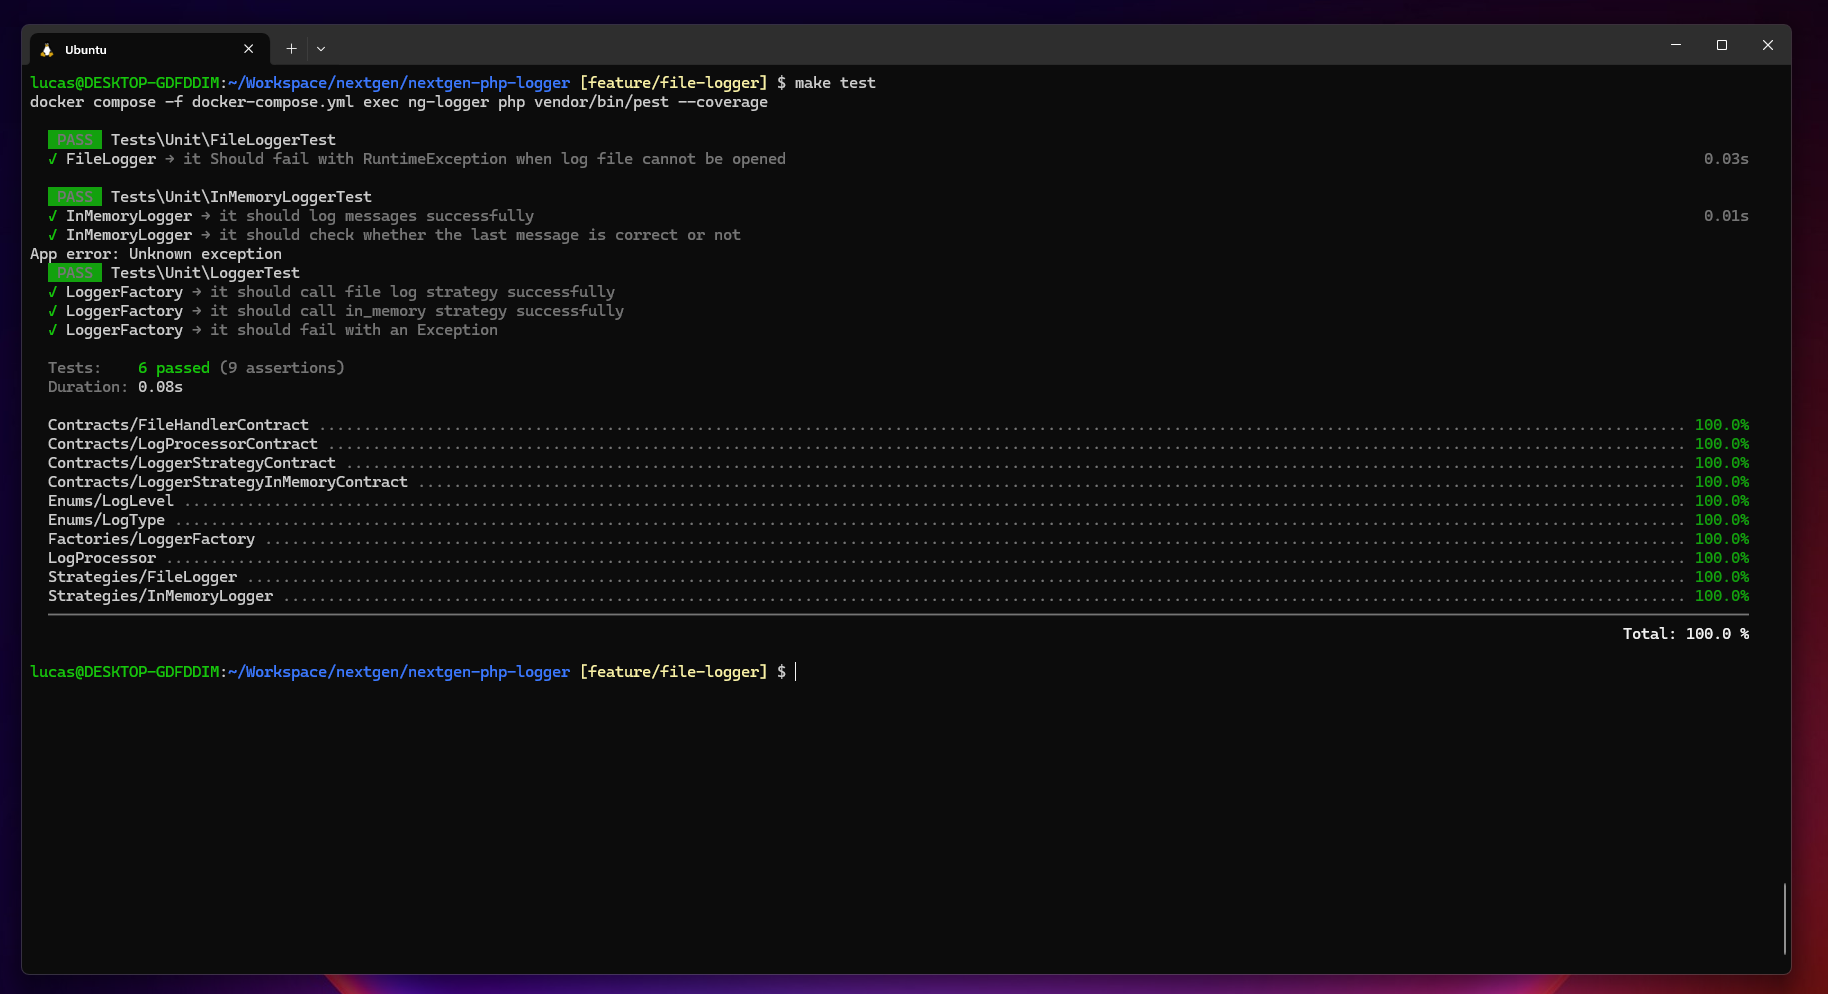 Ubuntu
lucas@DESKTOP-GDFDDIM:~/Workspace/nextgen/nextgen-php-logger [feature/file-logger] $ make test
docker compose -f docker-compose.yml exec ng-logger php vendor/bin/pest --coverage
PASS Tests\Unit\FileLoggerTest
✓ FileLogger → it Should fail with RuntimeException when log file cannot be opened 0.03s
PASS Tests\Unit\InMemoryLoggerTest
✓ InMemoryLogger → it should log messages successfully 0.01s
✓ InMemoryLogger → it should check whether the last message is correct or not
App error: Unknown exception
PASS Tests\Unit\LoggerTest
✓ LoggerFactory → it should call file log strategy successfully
✓ LoggerFactory → it should call in_memory strategy successfully
✓ LoggerFactory → it should fail with an Exception
Tests: 6 passed (9 assertions)
Duration: 0.08s
Contracts/FileHandlerContract ........ 100.0%
Contracts/LogProcessorContract ........ 100.0%
Contracts/LoggerStrategyContract ........ 100.0%
Contracts/LoggerStrategyInMemoryContract ........ 100.0%
Enums/LogLevel ........ 100.0%
Enums/LogType ........ 100.0%
Factories/LoggerFactory ........ 100.0%
LogProcessor ........ 100.0%
Strategies/FileLogger ........ 100.0%
Strategies/InMemoryLogger ........ 100.0%
Total: 100.0 %
lucas@DESKTOP-GDFDDIM:~/Workspace/nextgen/nextgen-php-logger [feature/file-logger] $